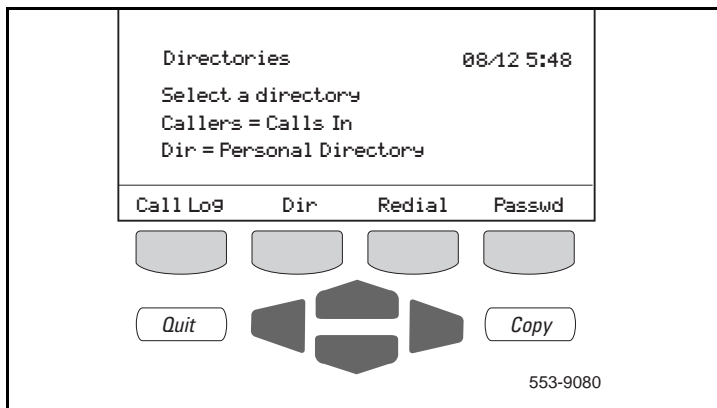 Directories 08/12 5:48
Select a directory
Callers = Calls In
Dir = Personal Directory
Call Log Dir Redial Passwd
Quit Copy
553-9080